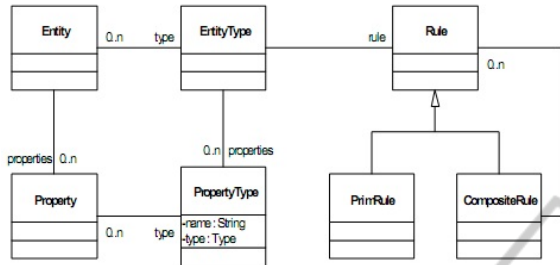 Entity
0..n
type
EntityType
rule
Rule
0..n
properties
0..n
0..n
properties
Property
0..n
type
PropertyType
-name : String
-type : Type
PrimRule
CompositeRule